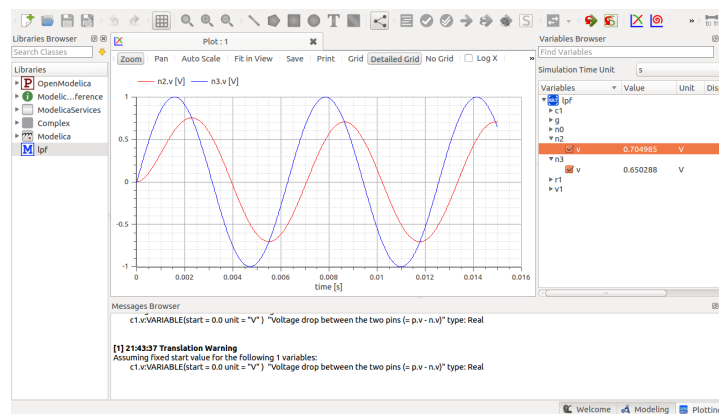 Libraries Browser
Search Classes
Libraries
OpenModelica
Modelic...ference
ModelicaServices
Complex
Modelica
lpf
Plot : 1
Zoom Pan Auto Scale Fit in View Save Print Grid Detailed Grid No Grid Log X »
n2.v [V] n3.v [V]
1
0.5
0
-0.5
-1
0 0.002 0.004 0.006 0.008 0.01 0.012 0.014 0.016
time [s]
Messages Browser
c1.v:VARIABLE(start = 0.0 unit = "V" ) "Voltage drop between the two pins (= p.v - n.v)" type: Real
[1] 21:43:37 Translation Warning
Assuming fixed start value for the following 1 variables:
c1.v:VARIABLE(start = 0.0 unit = "V" ) "Voltage drop between the two pins (= p.v - n.v)" type: Real
Variables Browser
Find Variables
Simulation Time Unit s
Variables Value Unit Disp
lpf
c1
g
n0
n2
v 0.704985 V
n3
v 0.650288 V
r1
v1
Welcome Modeling Plotting